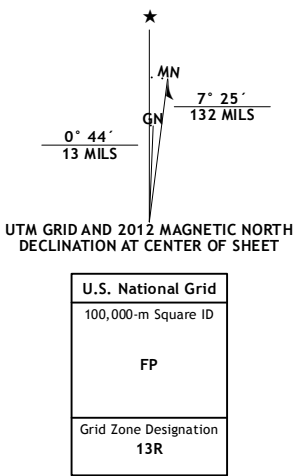 ★
MN
7° 25´
132 MILS
GN
0° 44´
13 MILS
UTM GRID AND 2012 MAGNETIC NORTH
DECLINATION AT CENTER OF SHEET
U.S. National Grid
100,000-m Square ID
FP
Grid Zone Designation
13R